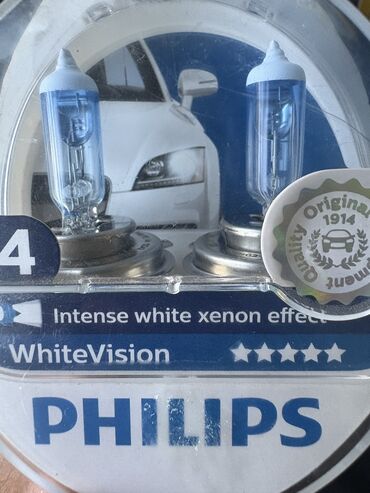 Quality Original
1914
4
Intense white xenon effect
WhiteVision
PHILIPS